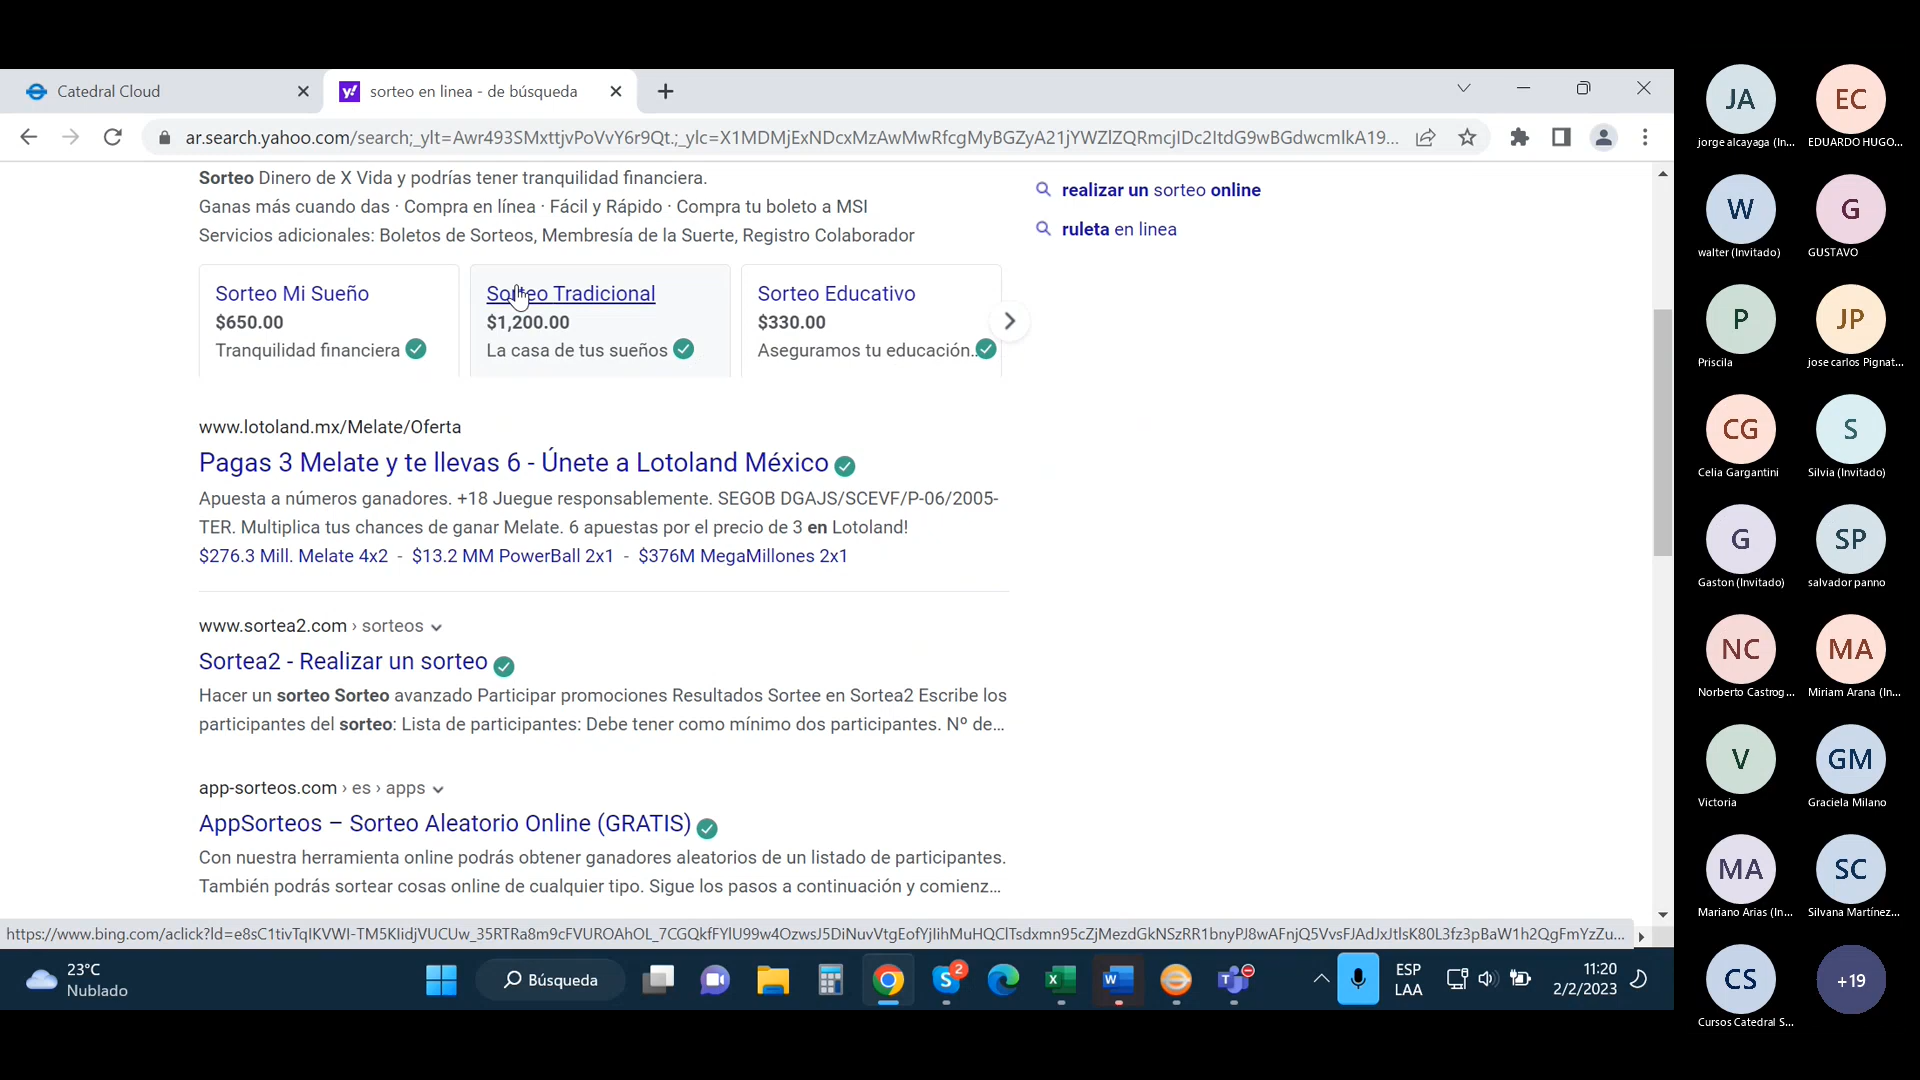 Catedral Cloud
sorteo en linea - de búsqueda
ar.search.yahoo.com/search;_ylt=Awr493SMxttjvPoVvY6r9Qt.;_ylc=X1MDMjExNDcxMzAwMwRfcgMyBGZyA21jYWZlZQRmcjIDc2ItdG9wBGdwcmlkA19...
Sorteo Dinero de X Vida y podrías tener tranquilidad financiera.
Ganas más cuando das · Compra en línea · Fácil y Rápido · Compra tu boleto a MSI
Servicios adicionales: Boletos de Sorteos, Membresía de la Suerte, Registro Colaborador
realizar un sorteo online
ruleta en linea
Sorteo Mi Sueño
$650.00
Tranquilidad financiera
Sorteo Tradicional
$1,200.00
La casa de tus sueños
Sorteo Educativo
$330.00
Aseguramos tu educación..
www.lotoland.mx/Melate/Oferta
Pagas 3 Melate y te llevas 6 - Únete a Lotoland México
Apuesta a números ganadores. +18 Juegue responsablemente. SEGOB DGAJS/SCEVF/P-06/2005-
TER. Multiplica tus chances de ganar Melate. 6 apuestas por el precio de 3 en Lotoland!
$276.3 Mill. Melate 4x2 - $13.2 MM PowerBall 2x1 - $376M MegaMillones 2x1
www.sortea2.com › sorteos
Sortea2 - Realizar un sorteo
Hacer un sorteo Sorteo avanzado Participar promociones Resultados Sortee en Sortea2 Escribe los
participantes del sorteo: Lista de participantes: Debe tener como mínimo dos participantes. Nº de...
app-sorteos.com › es › apps
AppSorteos – Sorteo Aleatorio Online (GRATIS)
Con nuestra herramienta online podrás obtener ganadores aleatorios de un listado de participantes.
También podrás sortear cosas online de cualquier tipo. Sigue los pasos a continuación y comienz...
23°C
Nublado
Búsqueda
2
ESP
LAA
11:20
2/2/2023
JA
jorge alcayaga (In...
EC
EDUARDO HUGO...
W
walter (Invitado)
G
GUSTAVO
P
Priscila
JP
jose carlos Pignat...
CG
Celia Gargantini
S
Silvia (Invitado)
G
Gaston (Invitado)
SP
salvador panno
NC
Norberto Castrog...
MA
Miriam Arana (In...
V
Victoria
GM
Graciela Milano
MA
Mariano Arias (In...
SC
Silvana Martínez...
CS
Cursos Catedral S...
+19